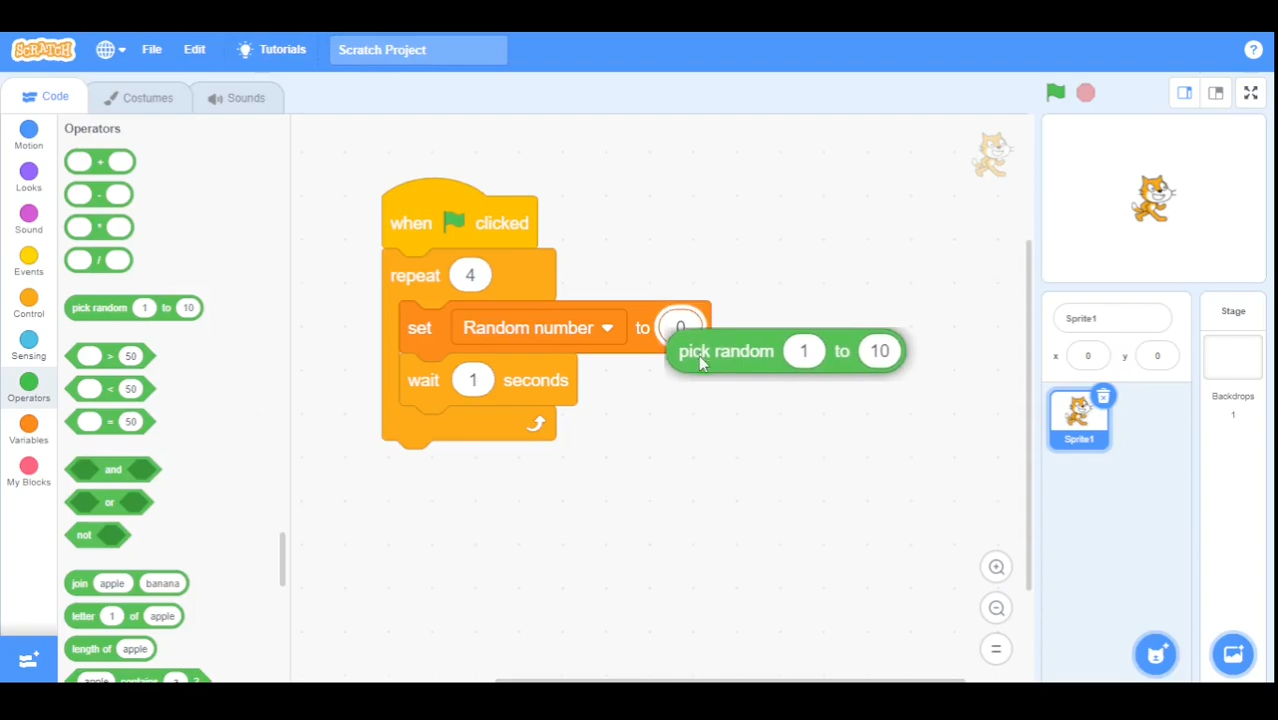 SCRATCH File Edit Tutorials Scratch Project ?
Code Costumes Sounds
Motion
Looks
Sound
Events
Control
Sensing
Operators
Variables
My Blocks
Operators
+
-
*
/
pick random 1 to 10
> 50
< 50
= 50
and
or
not
join apple banana
letter 1 of apple
length of apple
apple contains a ?
when clicked
repeat 4
set Random number to 0
pick random 1 to 10
wait 1 seconds
=
Sprite1
x 0 y 0
Sprite1
Stage
Backdrops
1